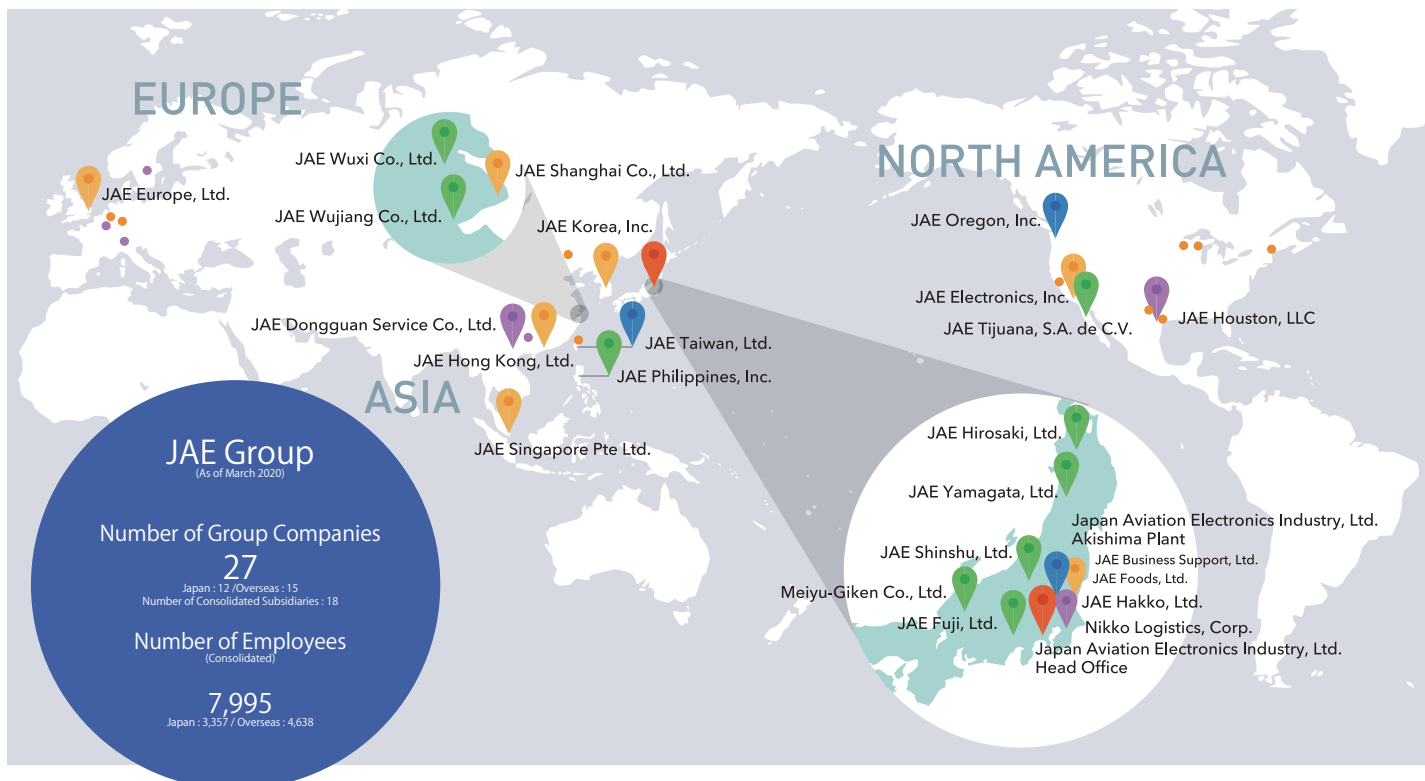 EUROPE
JAE Europe, Ltd.
JAE Wuxi Co., Ltd.
JAE Shanghai Co., Ltd.
JAE Wujiang Co., Ltd.
JAE Korea, Inc.
JAE Dongguan Service Co., Ltd.
JAE Hong Kong, Ltd.
JAE Taiwan, Ltd.
JAE Philippines, Inc.
ASIA
JAE Singapore Pte Ltd.
NORTH AMERICA
JAE Oregon, Inc.
JAE Electronics, Inc.
JAE Tijuana, S.A. de C.V.
JAE Houston, LLC
JAE Group
(As of March 2020)
Number of Group Companies
27
Japan : 12 /Overseas : 15
Number of Consolidated Subsidiaries : 18
Number of Employees
(Consolidated)
7,995
Japan : 3,357 / Overseas : 4,638
JAE Hirosaki, Ltd.
JAE Yamagata, Ltd.
Japan Aviation Electronics Industry, Ltd.
Akishima Plant
JAE Shinshu, Ltd.
JAE Business Support, Ltd.
JAE Foods, Ltd.
Meiyu-Giken Co., Ltd.
JAE Hakko, Ltd.
JAE Fuji, Ltd.
Nikko Logistics, Corp.
Japan Aviation Electronics Industry, Ltd.
Head Office